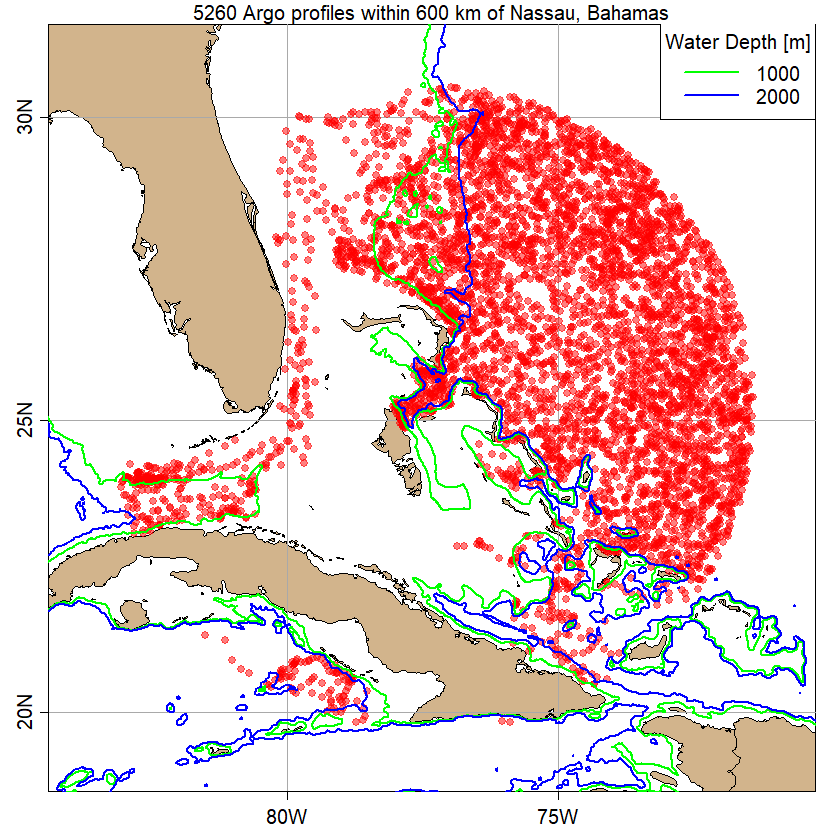 5260 Argo profiles within 600 km of Nassau, Bahamas
Water Depth [m]
1000
2000
30N
25N
20N
80W
75W